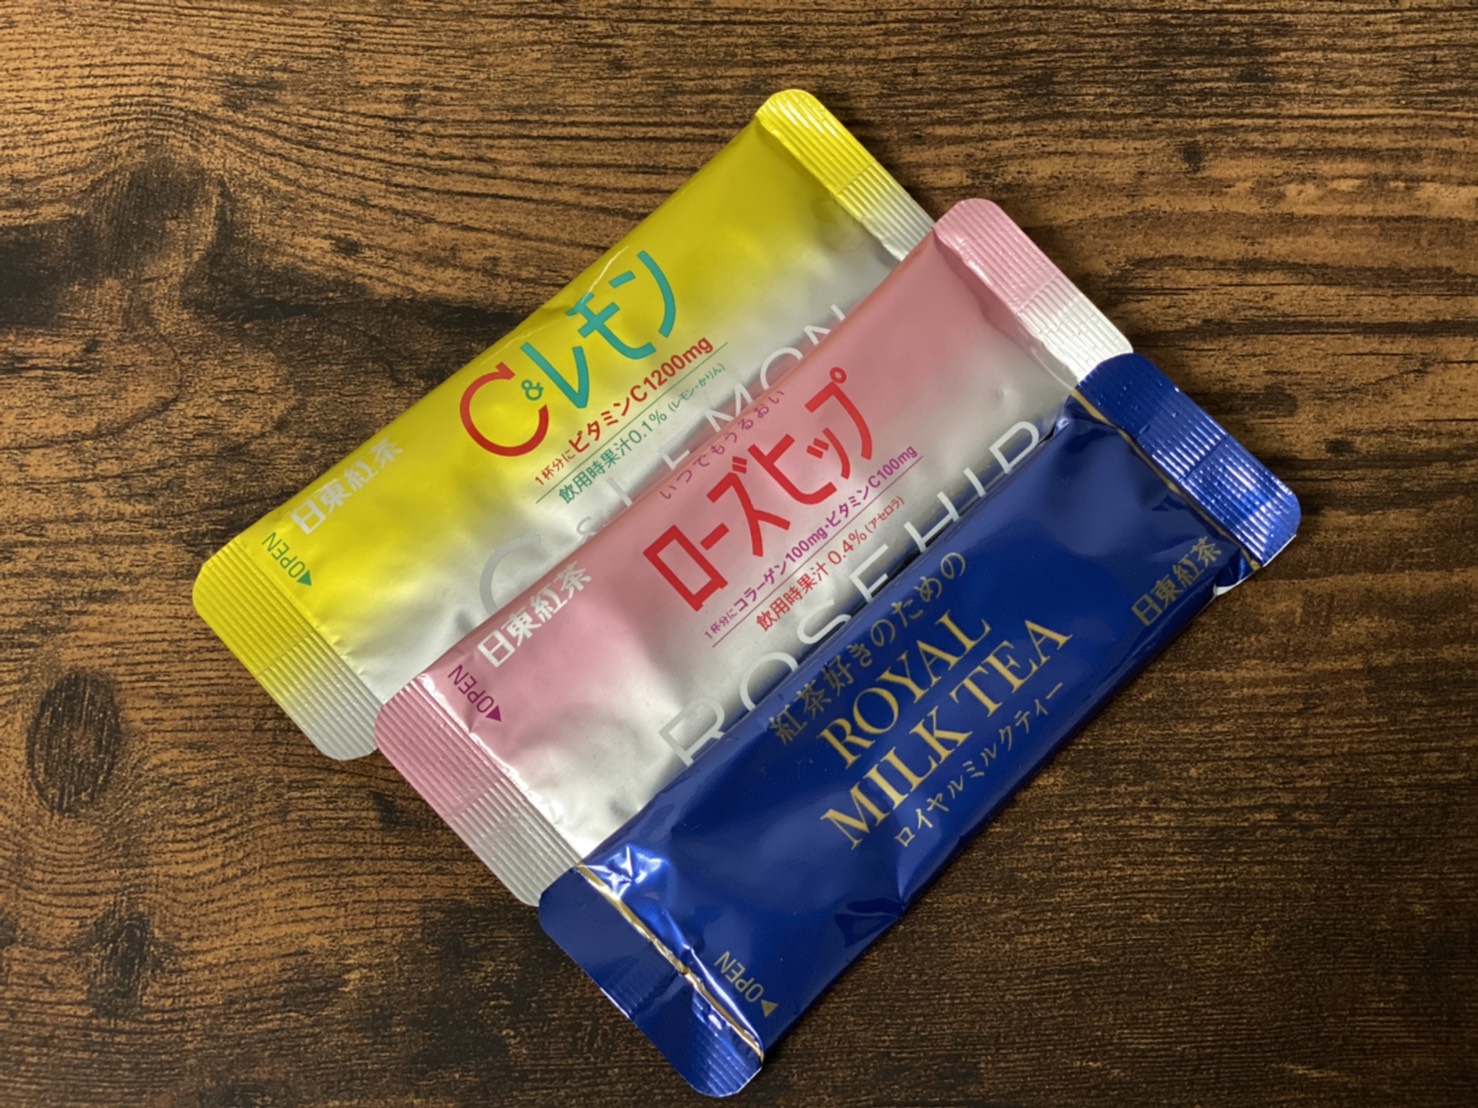 日東紅茶
C&レモン
1杯分にビタミンC1200mg
飲用時果汁0.1% (レモン・かりん)
C & LEMON
OPEN
日東紅茶
いつでもうるおい
ローズヒップ
1杯分にコラーゲン100mg・ビタミンC100mg
飲用時果汁 0.4% (アセロラ)
ROSEHIP
OPEN
紅茶好きのための
ROYAL
MILK TEA
ロイヤルミルクティー
日東紅茶
OPEN